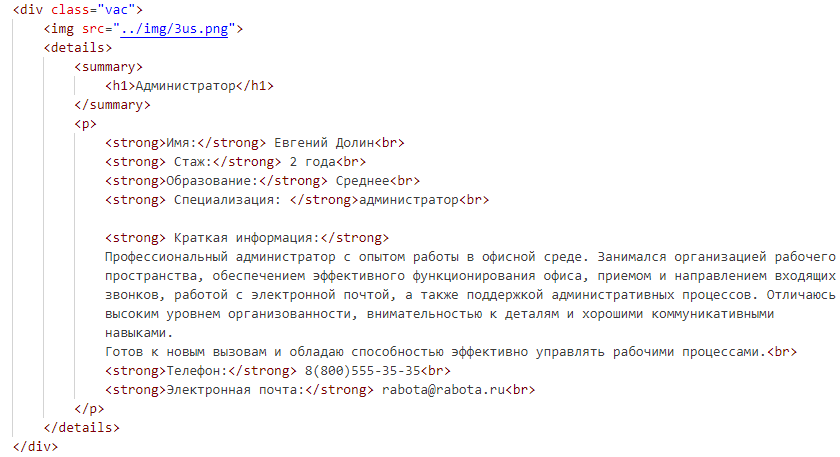 <div class="vac">
<img src="../img/3us.png">
<details>
<summary>
<h1>Администратор</h1>
</summary>
<p>
<strong>Имя:</strong> Евгений Долин<br>
<strong> Стаж:</strong> 2 года<br>
<strong>Образование:</strong> Среднее<br>
<strong> Специализация: </strong>администратор<br>
<strong> Краткая информация:</strong>
Профессиональный администратор с опытом работы в офисной среде. Занимался организацией рабочего
пространства, обеспечением эффективного функционирования офиса, приемом и направлением входящих
звонков, работой с электронной почтой, а также поддержкой административных процессов. Отличаюсь
высоким уровнем организованности, внимательностью к деталям и хорошими коммуникативными
навыками.
Готов к новым вызовам и обладаю способностью эффективно управлять рабочими процессами.<br>
<strong>Телефон:</strong> 8(800)555-35-35<br>
<strong>Электронная почта:</strong> rabota@rabota.ru<br>
</p>
</details>
</div>